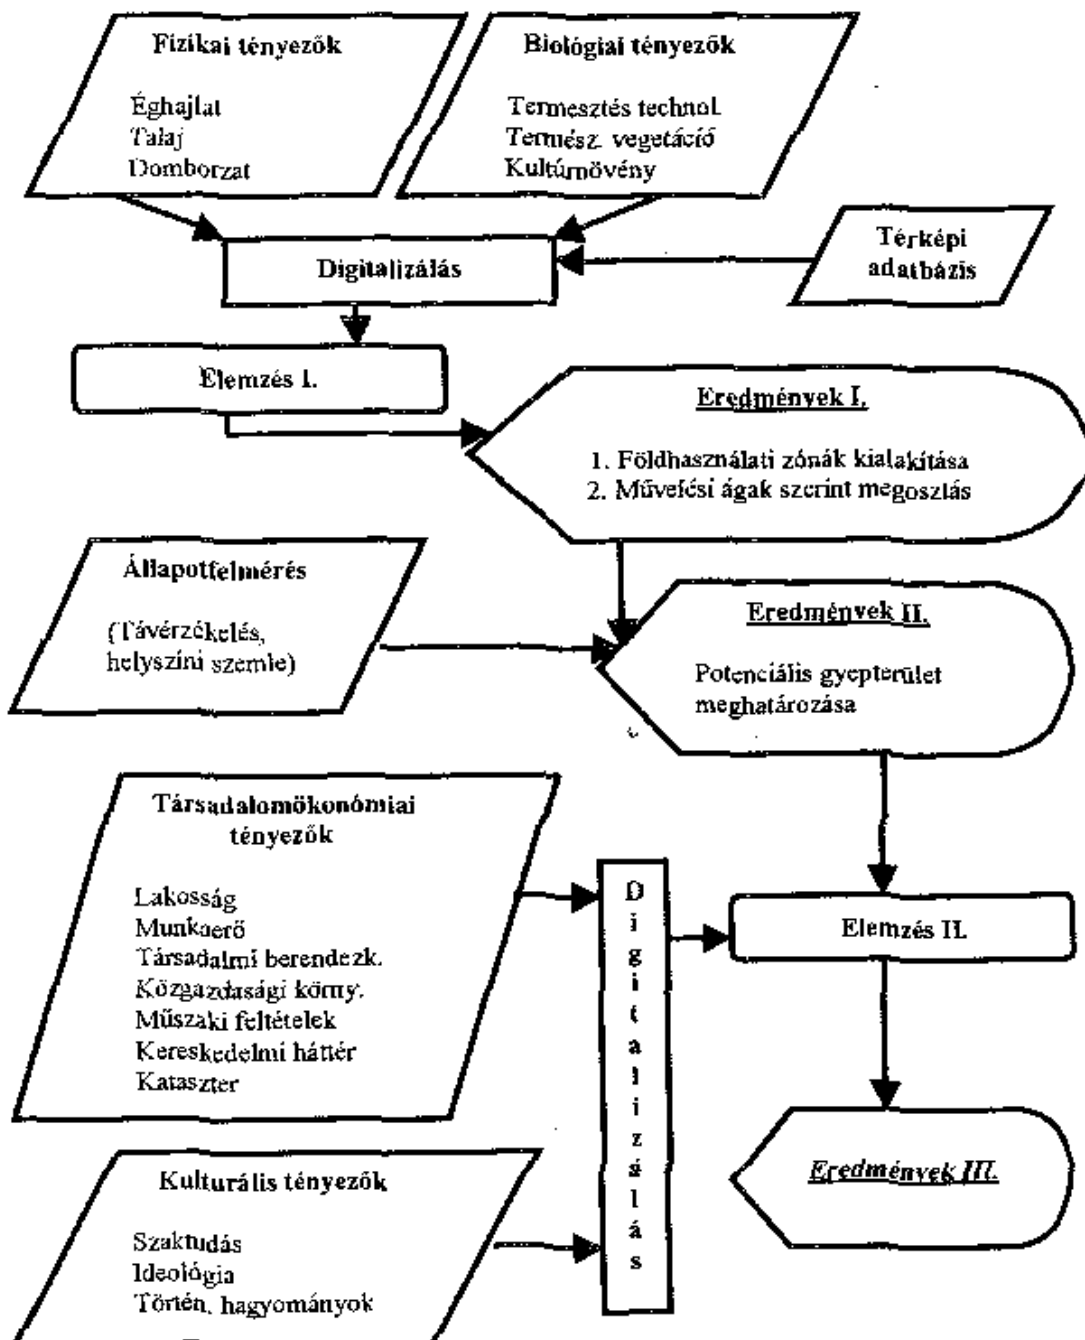 Fizikai tényezők
Éghajlat
Talaj
Domborzat
Biológiai tényezők
Termesztés technol.
Termész. vegetáció
Kultúrnövény
Digitalizálás
Térképi
adatbázis
Elemzés I.
Eredmények I.
1. Földhasználati zónák kialakítása
2. Művelési ágak szerint megosztás
Állapotfelmérés
(Távérzékelés,
helyszíni szemle)
Eredmények II.
Potenciális gyepterület
meghatározása
Társadalomökonómiai
tényezők
Lakosság
Munkaerő
Társadalmi berendezk.
Közgazdasági körny.
Műszaki feltételek
Kereskedelmi háttér
Kataszter
Digitalizálás
Elemzés II.
Eredmények III.
Kulturális tényezők
Szaktudás
Ideológia
Történ. hagyományok